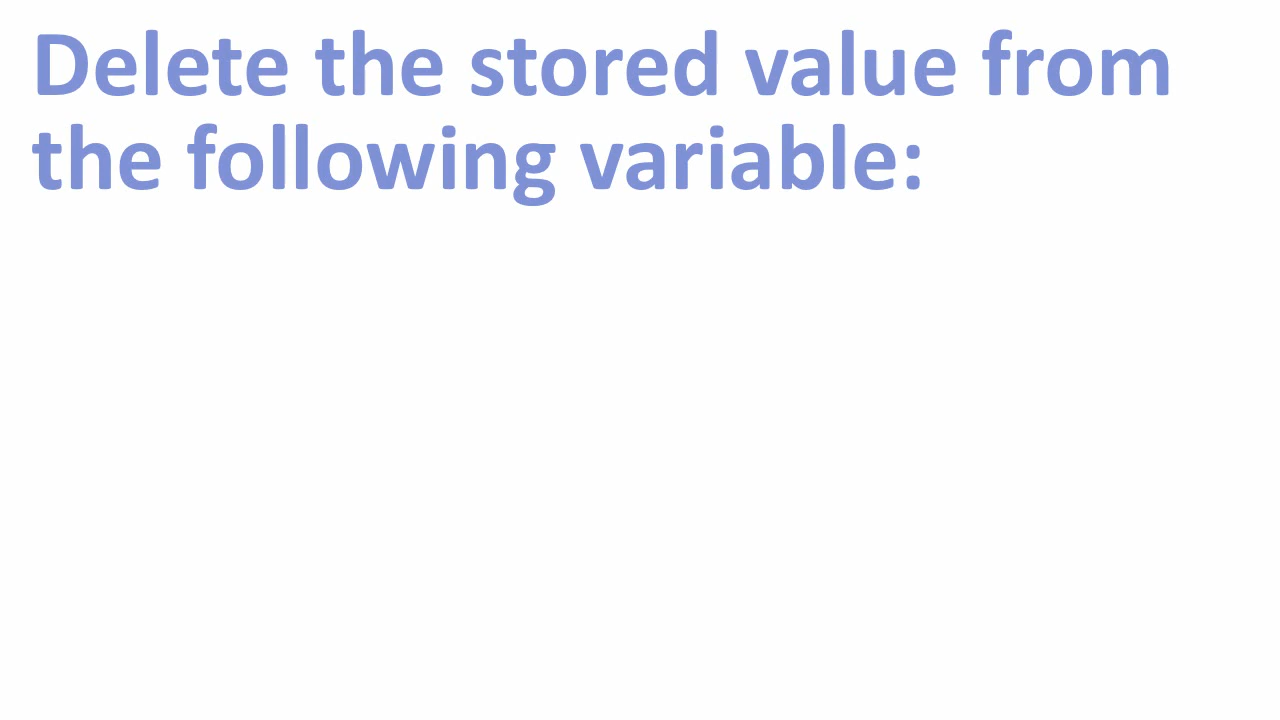 Delete the stored value from
the following variable: